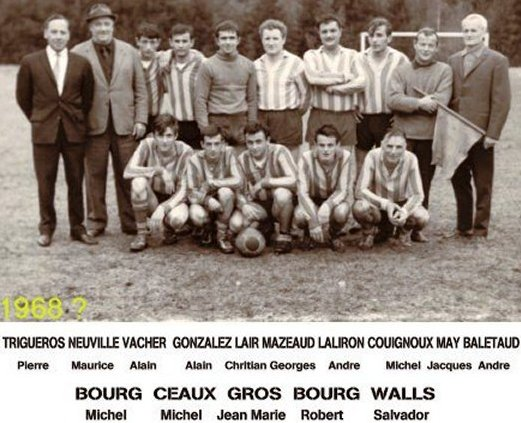 1968 ?
TRIGUEROS NEUVILLE VACHER GONZALEZ LAIR MAZEAUD LALIRON COUIGNOUX MAY BALETAUD
Pierre Maurice Alain Alain Chritian Georges Andre Michel Jacques Andre
BOURG CEAUX GROS BOURG WALLS
Michel Michel Jean Marie Robert Salvador